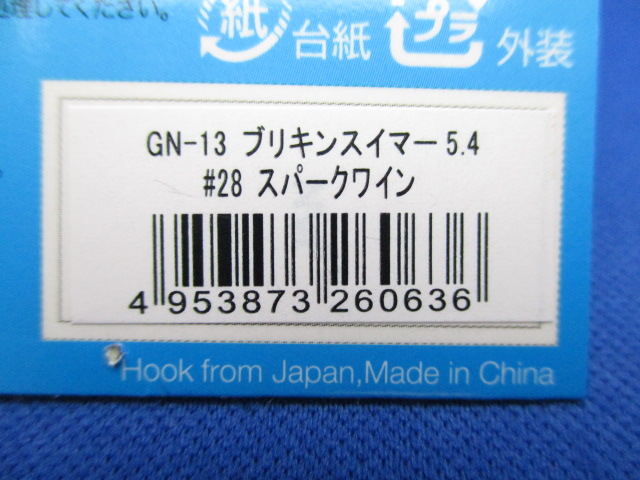 処理してください。
紙 台紙 プラ 外装
GN-13 ブリキンスイマー5.4
#28 スパークワイン
4 953873 260636
Hook from Japan,Made in China